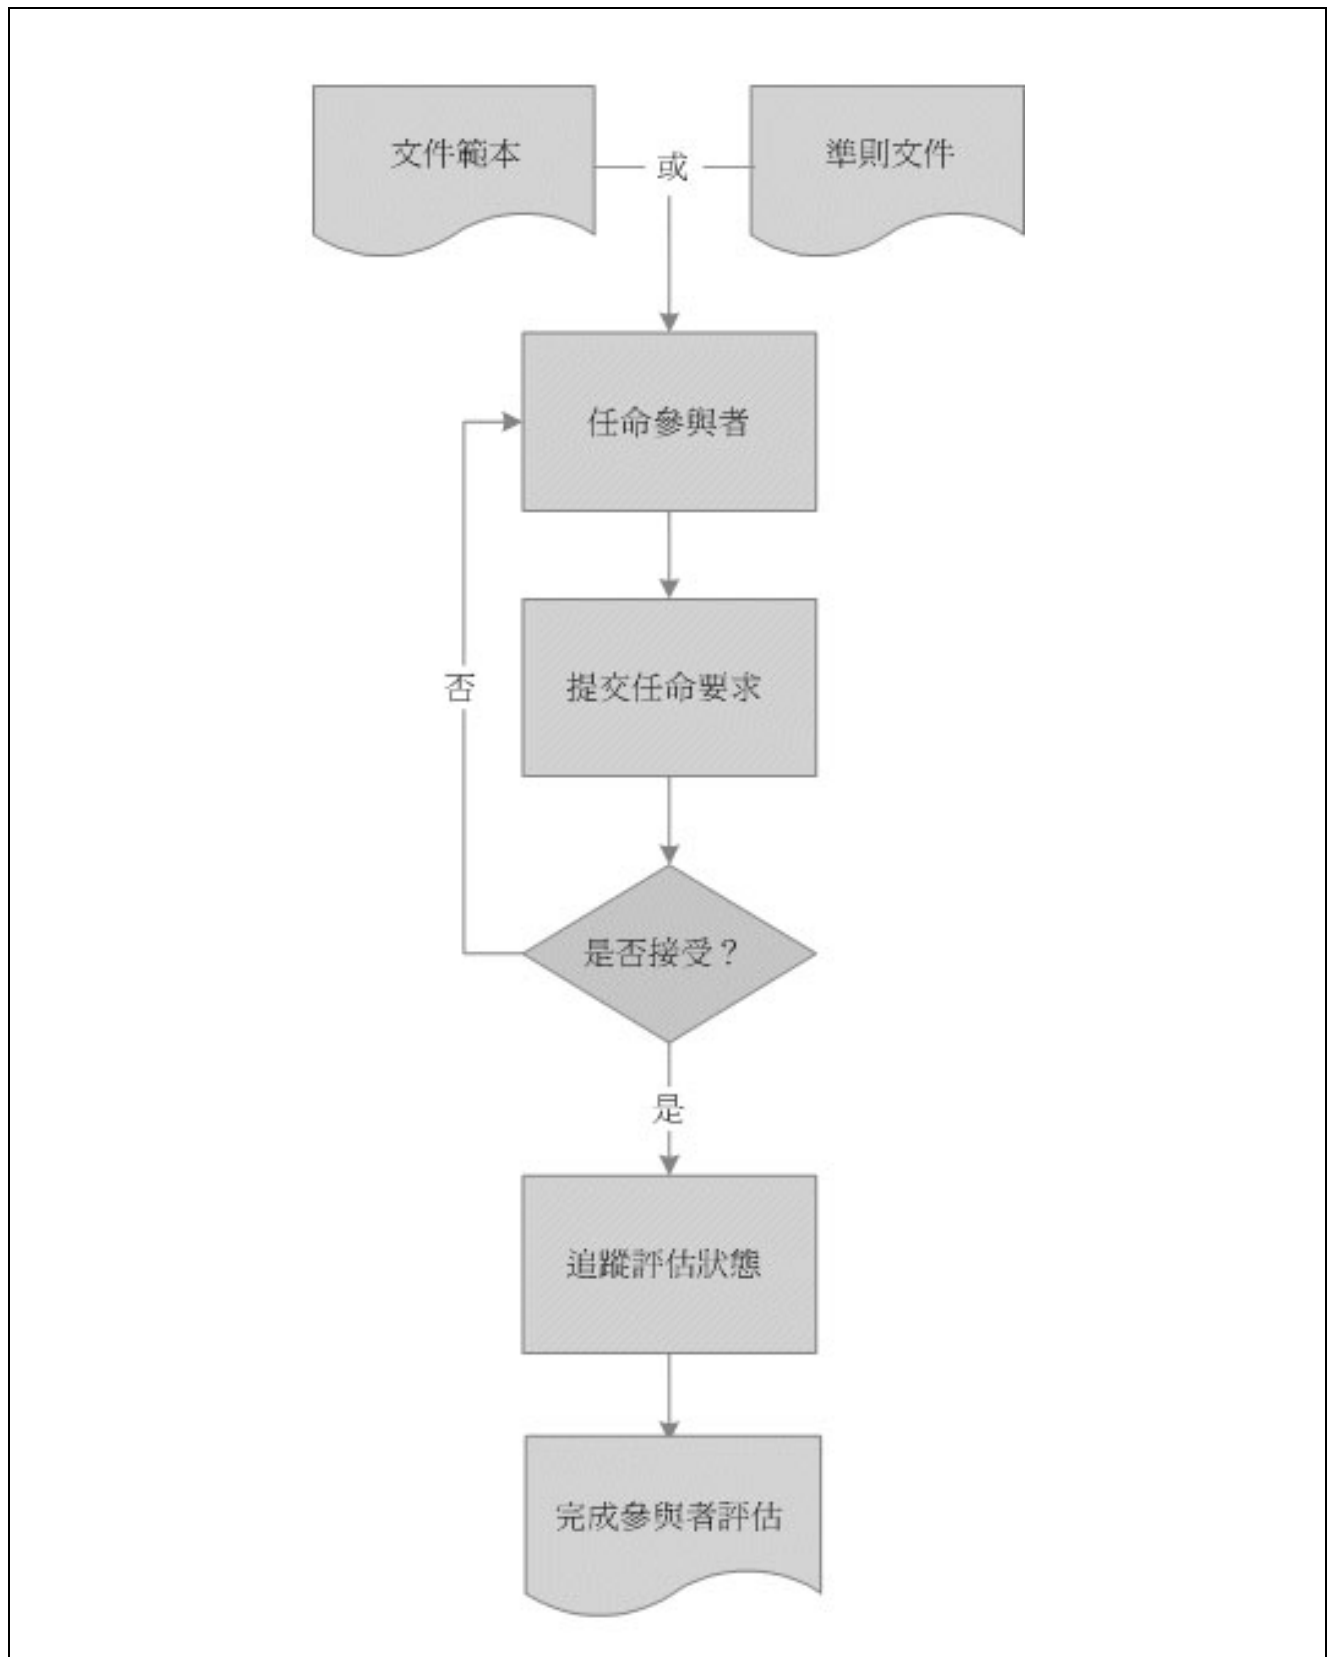 文件範本
或
準則文件
任命參與者
提交任命要求
否
是否接受？
是
追蹤評估狀態
完成參與者評估